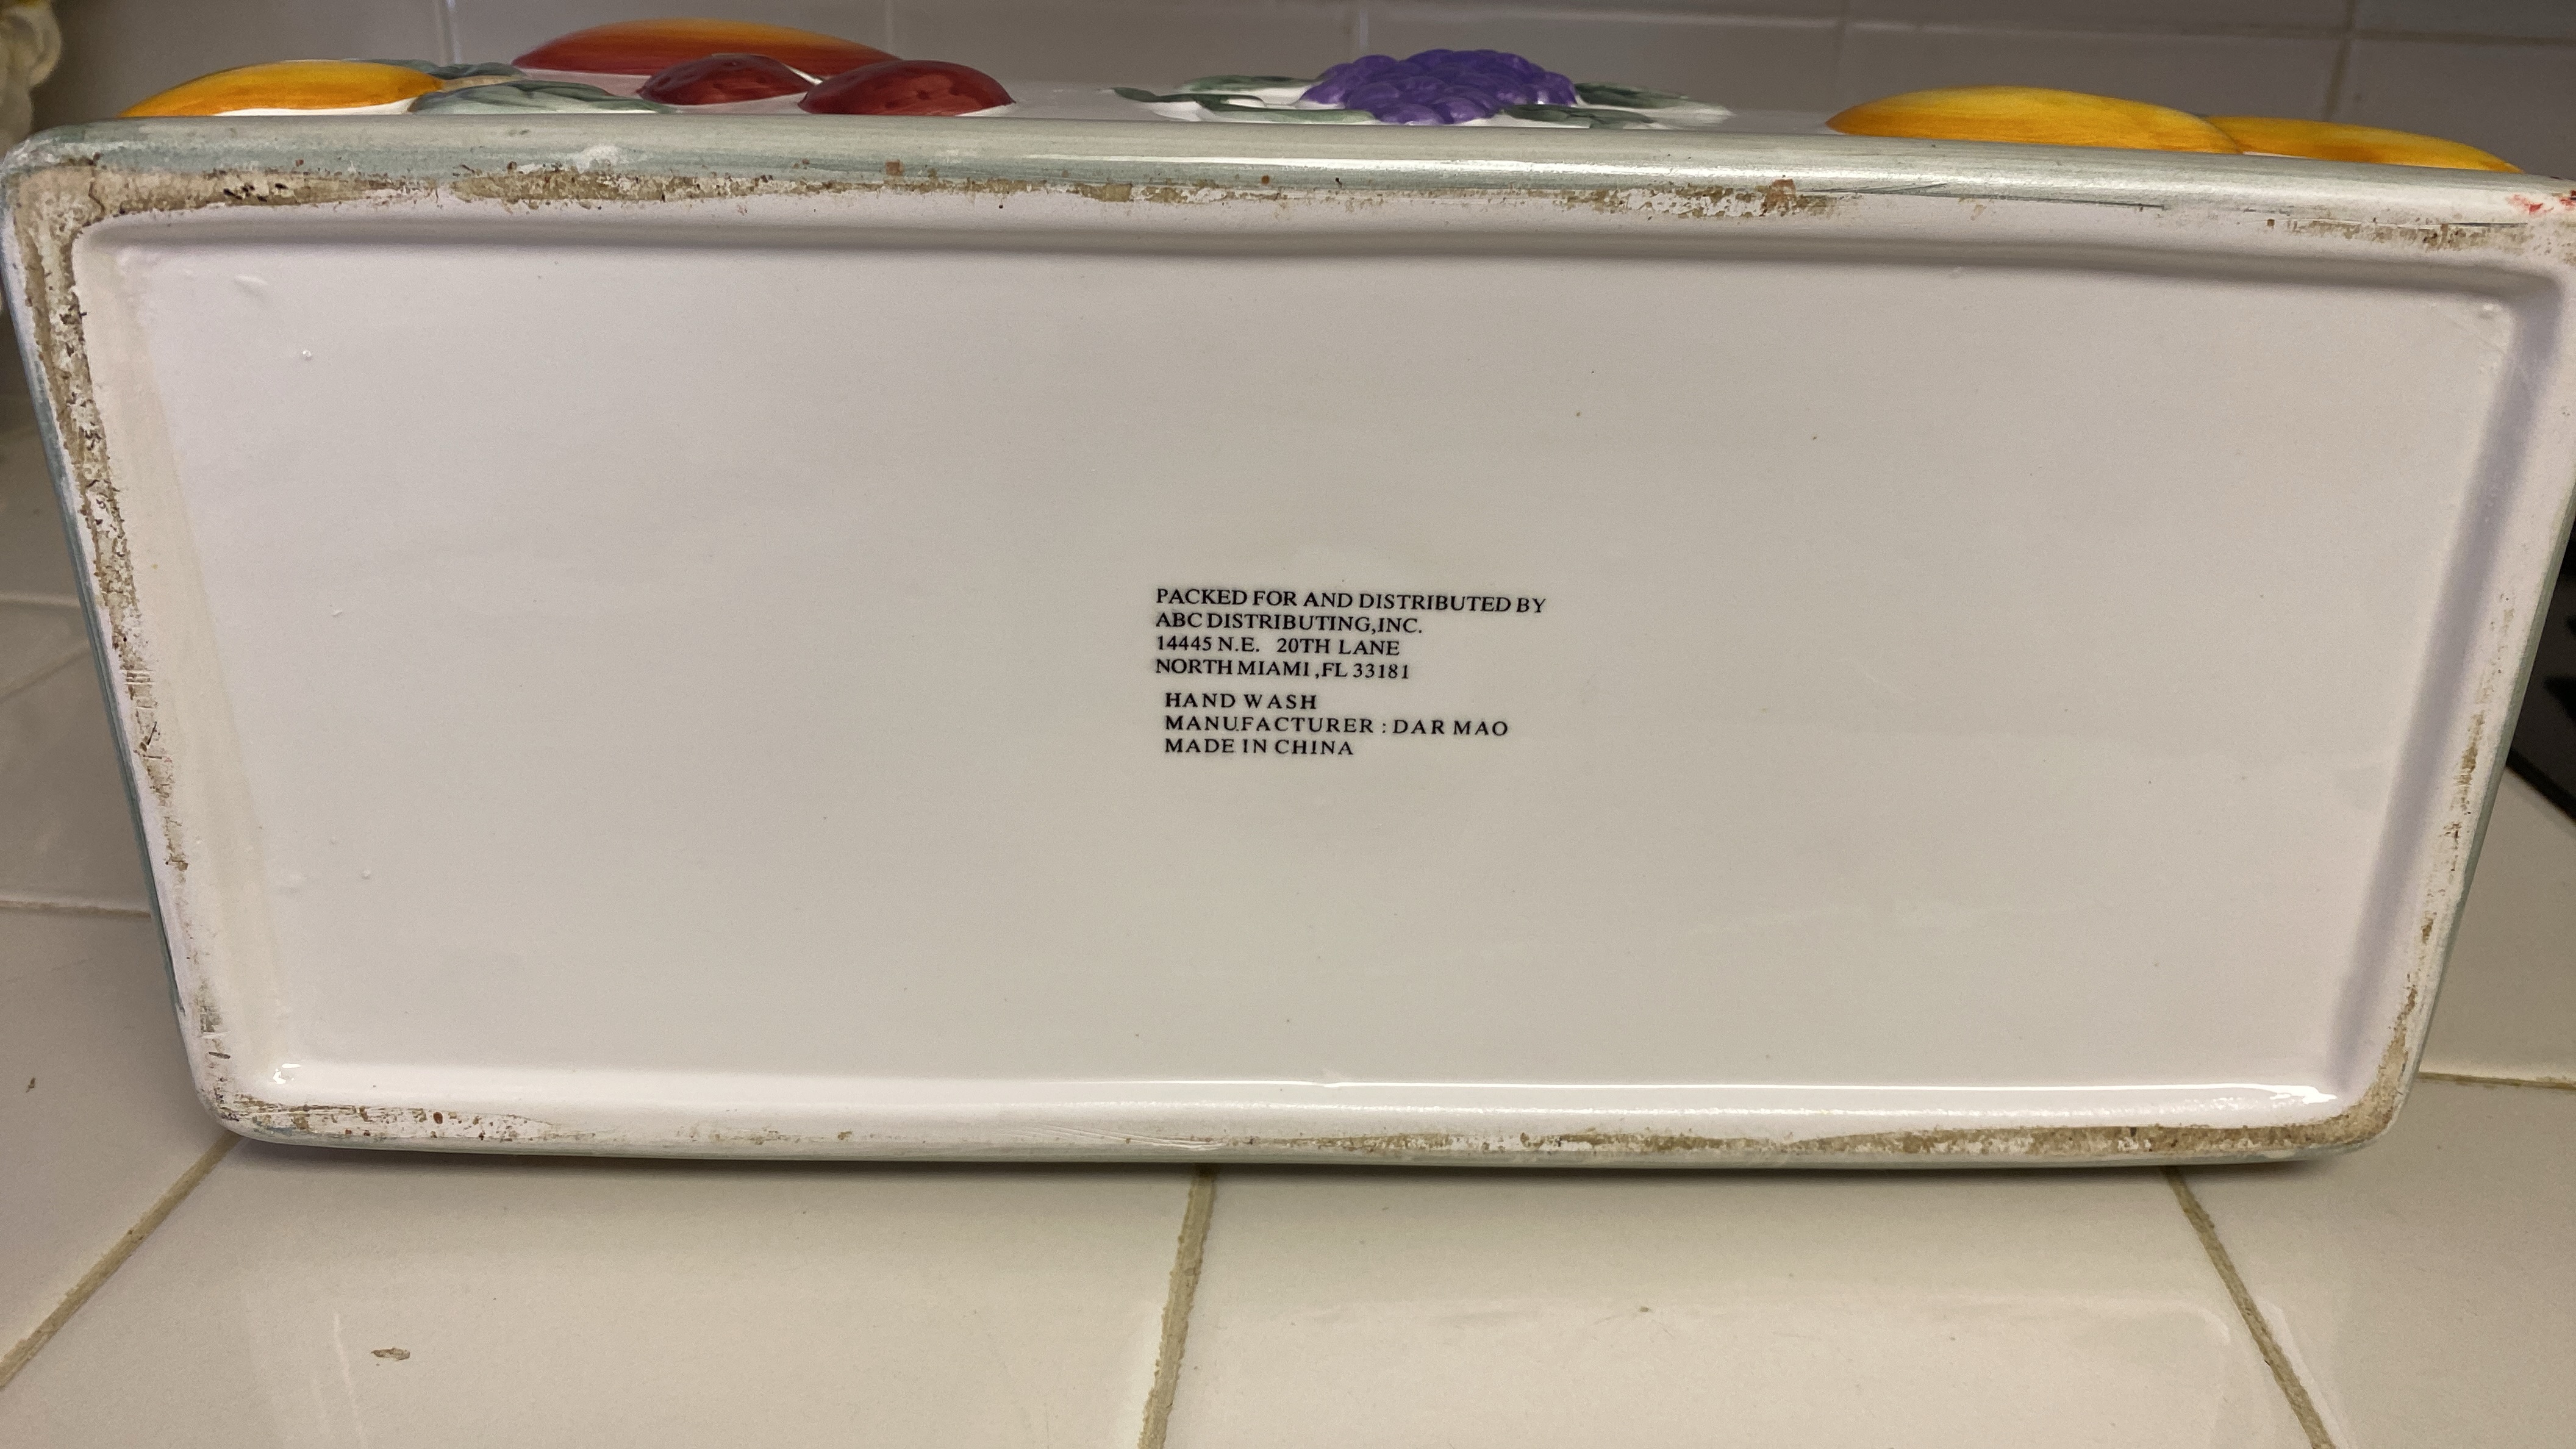 PACKED FOR AND DISTRIBUTED BY
ABC DISTRIBUTING,INC.
14445 N.E. 20TH LANE
NORTH MIAMI ,FL 33181
HAND WASH
MANUFACTURER : DAR MAO
MADE IN CHINA